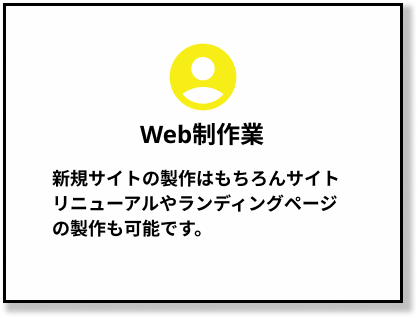 Web制作業
新規サイトの製作はもちろんサイト
リニューアルやランディングページ
の製作も可能です。